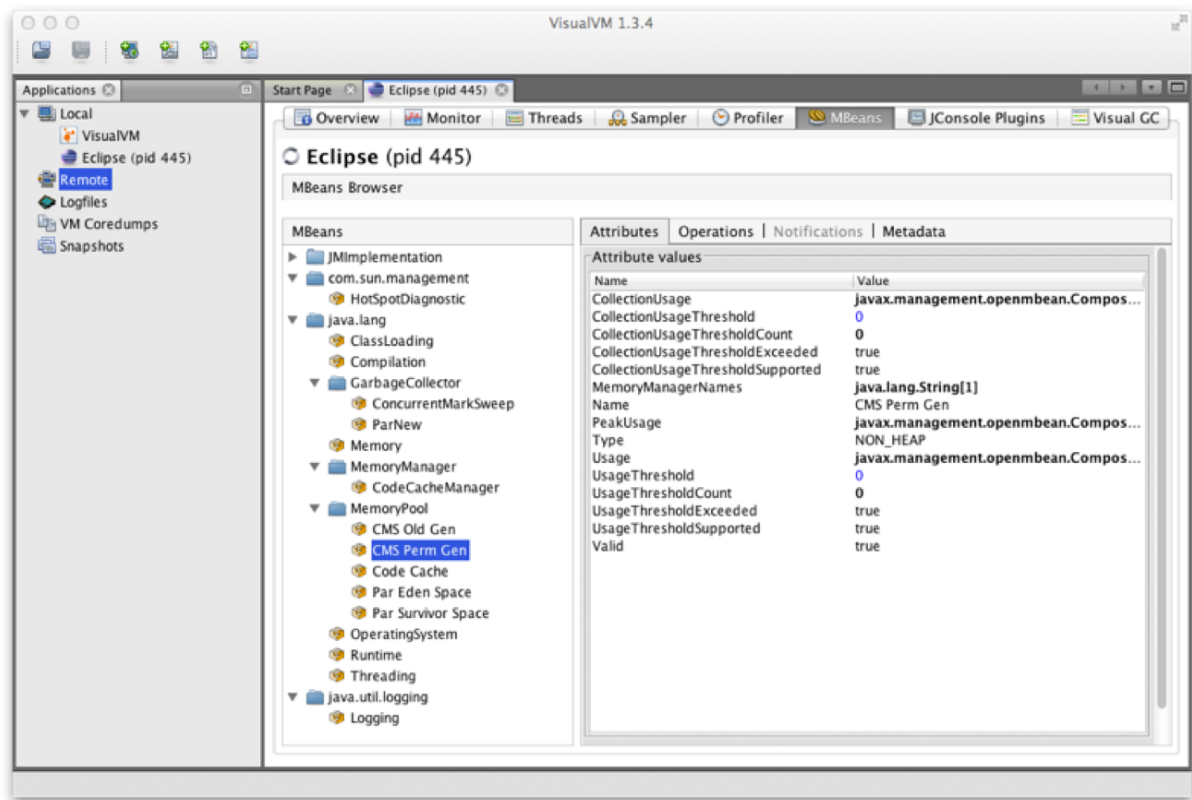 VisualVM 1.3.4
Applications
Local
VisualVM
Eclipse (pid 445)
Remote
Logfiles
VM Coredumps
Snapshots
Start Page
Eclipse (pid 445)
Overview
Monitor
Threads
Sampler
Profiler
MBeans
JConsole Plugins
Visual GC
Eclipse (pid 445)
MBeans Browser
MBeans
JMImplementation
com.sun.management
HotSpotDiagnostic
java.lang
ClassLoading
Compilation
GarbageCollector
ConcurrentMarkSweep
ParNew
Memory
MemoryManager
CodeCacheManager
MemoryPool
CMS Old Gen
CMS Perm Gen
Code Cache
Par Eden Space
Par Survivor Space
OperatingSystem
Runtime
Threading
java.util.logging
Logging
Attributes Operations Notifications Metadata
Attribute values
Name Value
CollectionUsage javax.management.openmbean.Compos...
CollectionUsageThreshold 0
CollectionUsageThresholdCount 0
CollectionUsageThresholdExceeded true
CollectionUsageThresholdSupported true
MemoryManagerNames java.lang.String[1]
Name CMS Perm Gen
PeakUsage javax.management.openmbean.Compos...
Type NON_HEAP
Usage javax.management.openmbean.Compos...
UsageThreshold 0
UsageThresholdCount 0
UsageThresholdExceeded true
UsageThresholdSupported true
Valid true